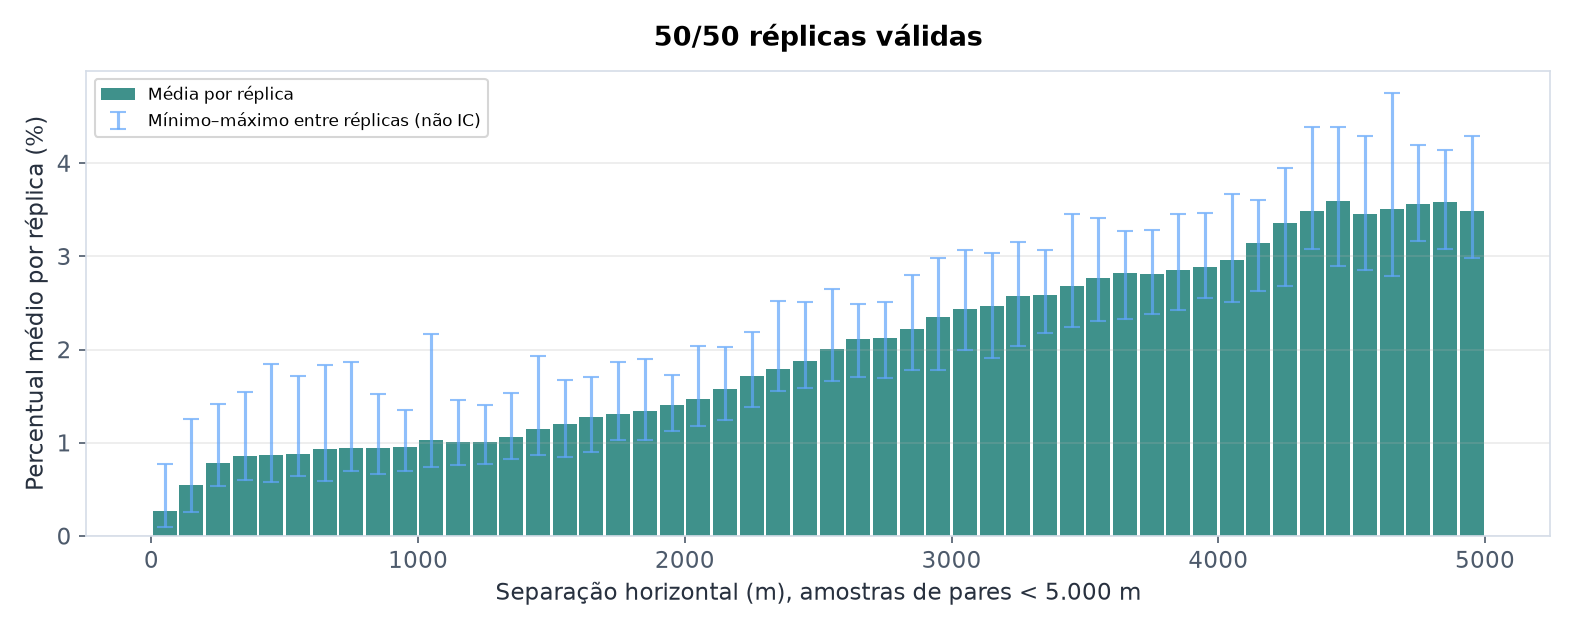 50/50 réplicas válidas
Média por réplica
Mínimo–máximo entre réplicas (não IC)
Percentual médio por réplica (%)
4
3
2
1
0
0 1000 2000 3000 4000 5000
Separação horizontal (m), amostras de pares < 5.000 m